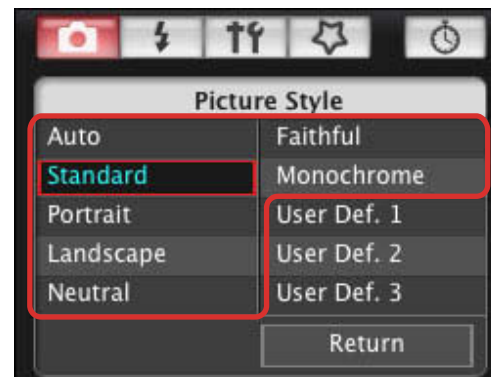 Picture Style
Auto
Standard
Portrait
Landscape
Neutral
Faithful
Monochrome
User Def. 1
User Def. 2
User Def. 3
Return